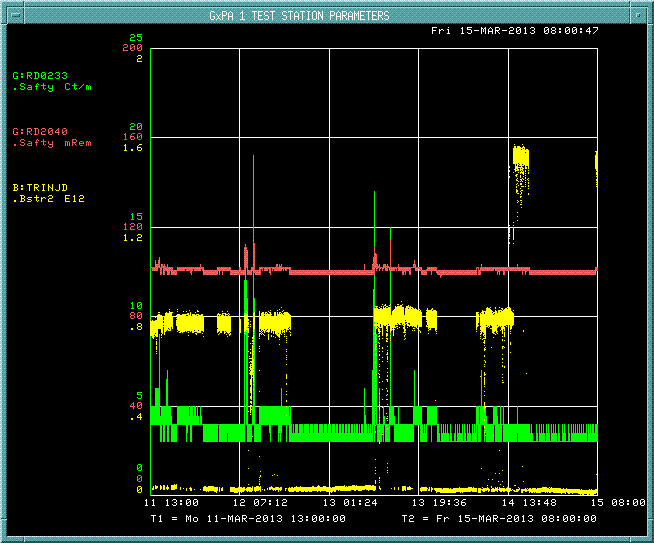 GxPA 1 TEST STATION PARAMETERS
Fri 15-MAR-2013 08:00:47
25
200
2
G:RD0233
.Safty Ct/m
20
G:RD2040
160
.Safty mRem
1.6
B:TRINJD
.Bstr2 E12
15
120
1.2
10
80
.8
5
40
.4
0
0
0
11 13:00 12 07:12 13 01:24 13 19:36 14 13:48 15 08:00
T1 = Mo 11-MAR-2013 13:00:00 T2 = Fr 15-MAR-2013 08:00:00